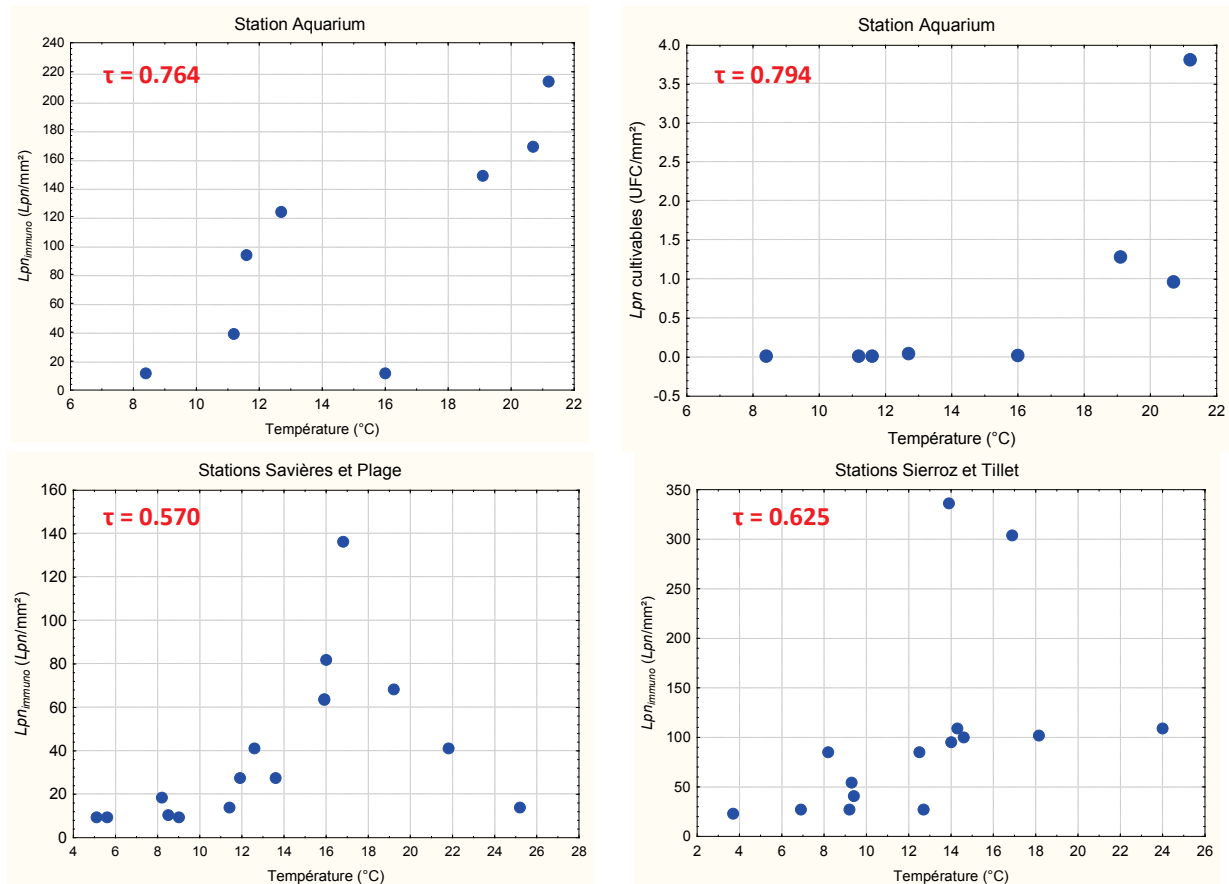 Station Aquarium
τ = 0.764
240
220
200
180
160
140
120
100
80
60
40
20
0
6 8 10 12 14 16 18 20 22
Lpnimmuno (Lpn/mm²)
Température (°C)
Station Aquarium
τ = 0.794
4.0
3.5
3.0
2.5
2.0
1.5
1.0
0.5
0.0
-0.5
6 8 10 12 14 16 18 20 22
Lpn cultivables (UFC/mm²)
Température (°C)
Stations Savières et Plage
τ = 0.570
160
140
120
100
80
60
40
20
0
4 6 8 10 12 14 16 18 20 22 24 26 28
Lpnimmuno (Lpn/mm²)
Température (°C)
Stations Sierroz et Tillet
τ = 0.625
350
300
250
200
150
100
50
0
2 4 6 8 10 12 14 16 18 20 22 24 26
Lpnimmuno (Lpn/mm²)
Température (°C)